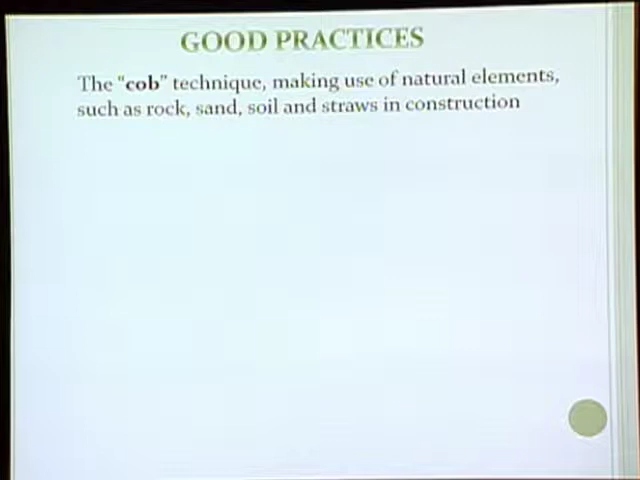 GOOD PRACTICES
The "cob" technique, making use of natural elements,
such as rock, sand, soil and straws in construction